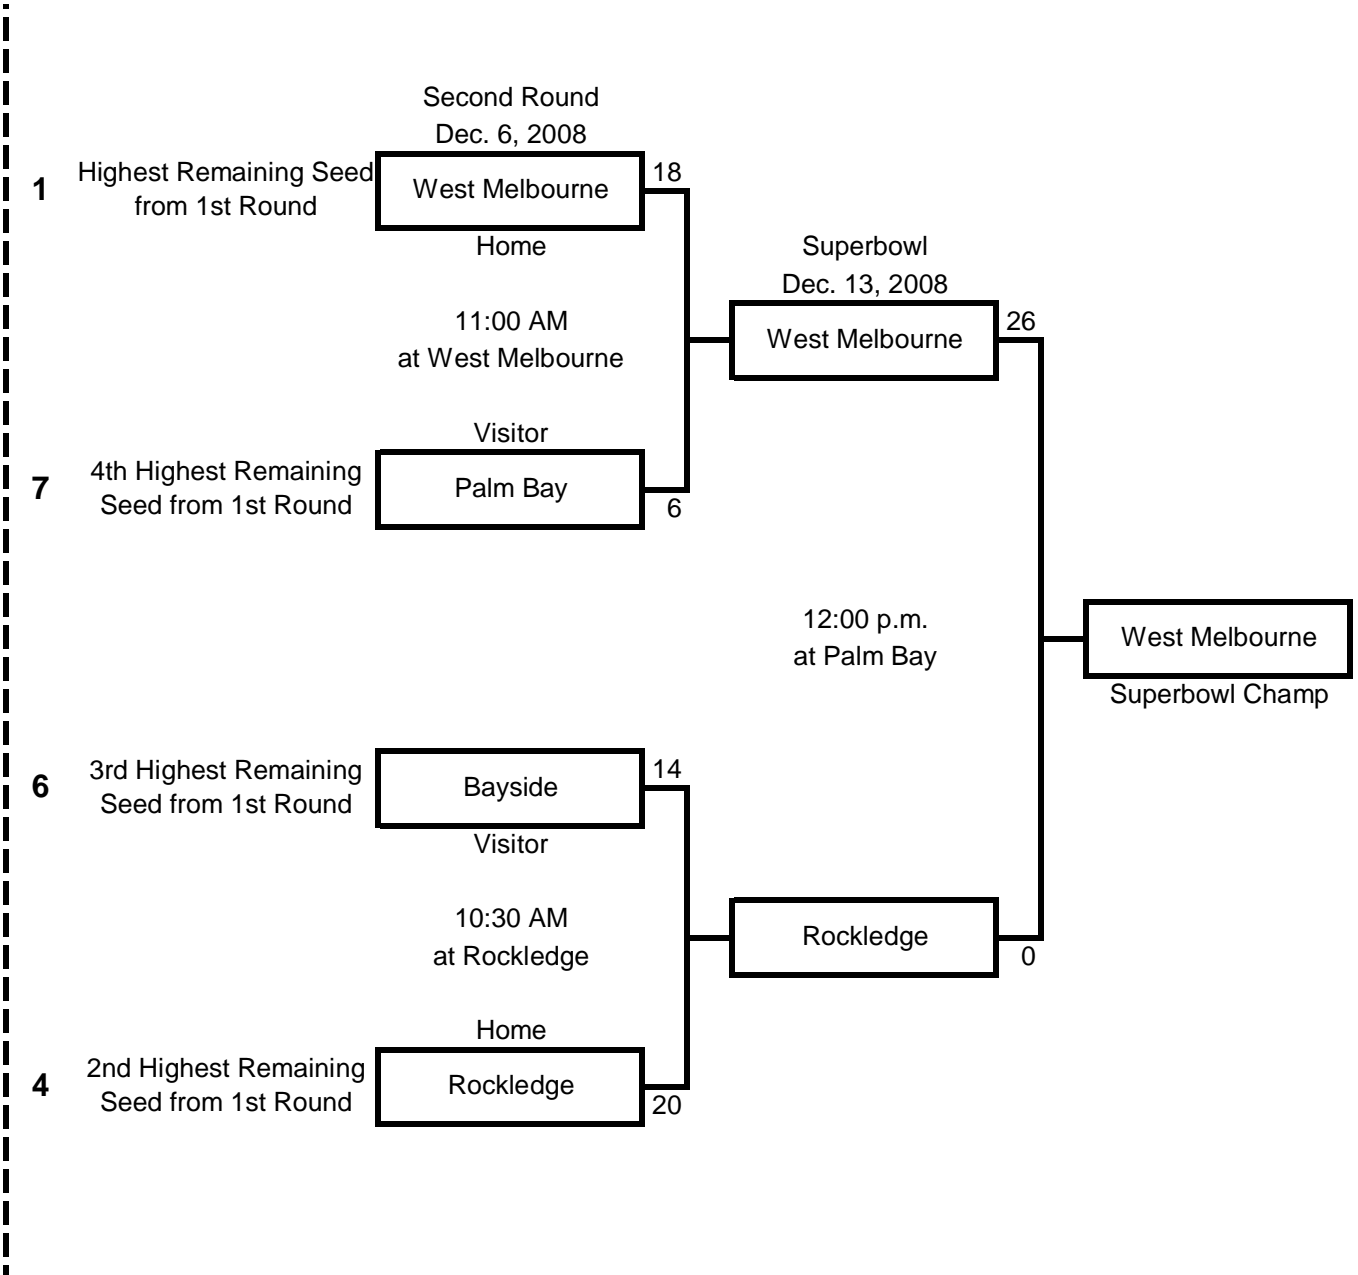 Second Round
Dec. 6, 2008
1
Highest Remaining Seed
from 1st Round
West Melbourne
18
Home
11:00 AM
at West Melbourne
Visitor
7
4th Highest Remaining
Seed from 1st Round
Palm Bay
6
Superbowl
Dec. 13, 2008
West Melbourne
26
12:00 p.m.
at Palm Bay
West Melbourne
Superbowl Champ
6
3rd Highest Remaining
Seed from 1st Round
Bayside
14
Visitor
10:30 AM
at Rockledge
Rockledge
0
Home
4
2nd Highest Remaining
Seed from 1st Round
Rockledge
20